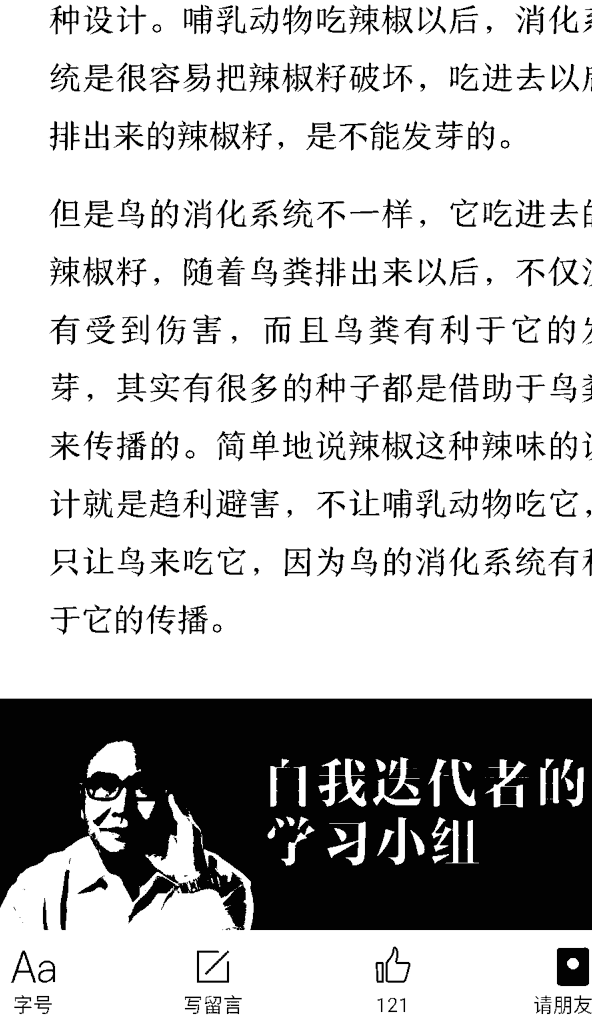 种设计。哺乳动物吃辣椒以后，消化系
统是很容易把辣椒籽破坏，吃进去以后
排出来的辣椒籽，是不能发芽的。
但是鸟的消化系统不一样，它吃进去的
辣椒籽，随着鸟粪排出来以后，不仅没
有受到伤害，而且鸟粪有利于它的发
芽，其实有很多的种子都是借助于鸟粪
来传播的。简单地说辣椒这种辣味的设
计就是趋利避害，不让哺乳动物吃它，
只让鸟来吃它，因为鸟的消化系统有利
于它的传播。
自我迭代者的
学习小组
Aa
字号
写留言
121
请朋友